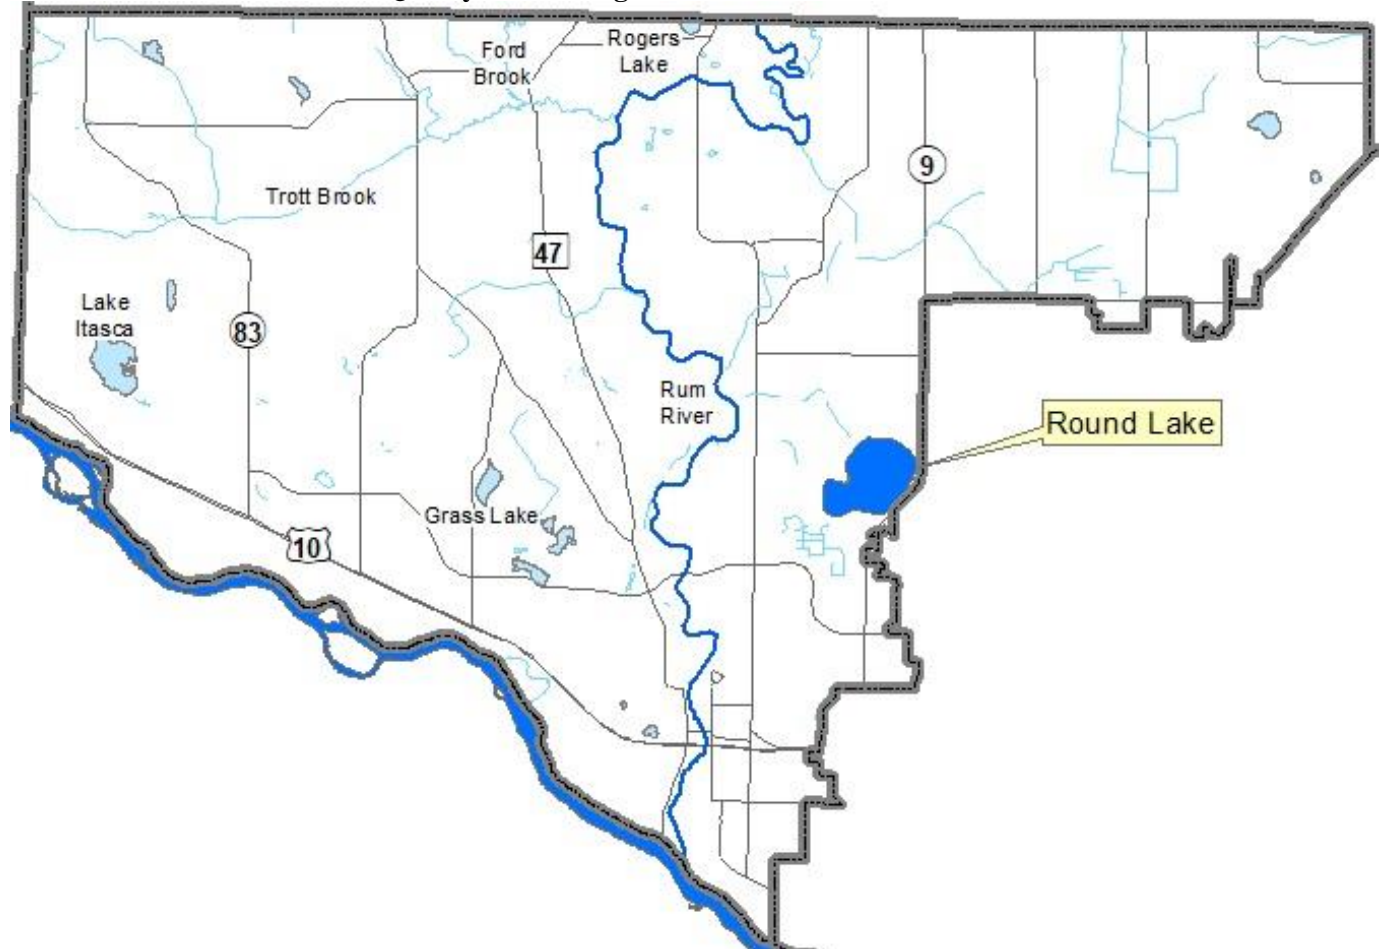 Ford
Brook
Rogers
Lake
9
Trott Brook
47
Lake
Itasca
83
Rum
River
Round Lake
Grass Lake
10